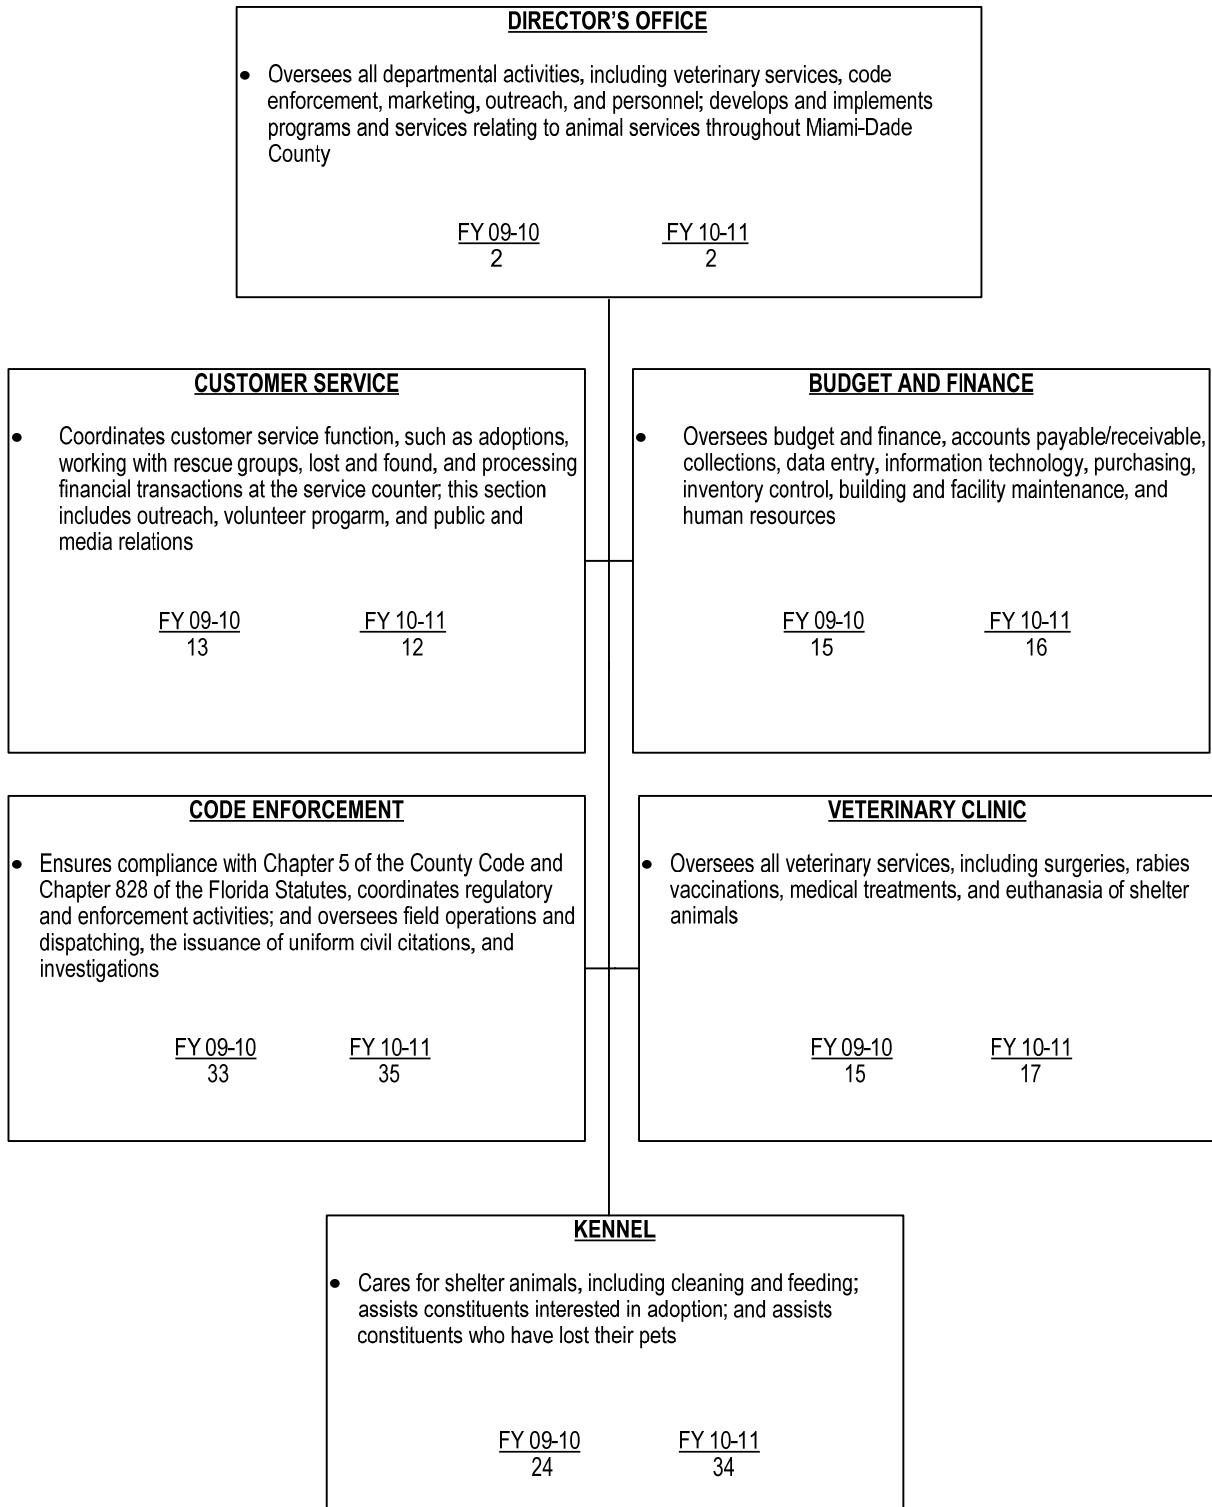 DIRECTOR'S OFFICE
• Oversees all departmental activities, including veterinary services, code
enforcement, marketing, outreach, and personnel; develops and implements
programs and services relating to animal services throughout Miami-Dade
County
FY 09-10 FY 10-11
2 2
CUSTOMER SERVICE
• Coordinates customer service function, such as adoptions,
working with rescue groups, lost and found, and processing
financial transactions at the service counter; this section
includes outreach, volunteer progarm, and public and
media relations
FY 09-10 FY 10-11
13 12
BUDGET AND FINANCE
• Oversees budget and finance, accounts payable/receivable,
collections, data entry, information technology, purchasing,
inventory control, building and facility maintenance, and
human resources
FY 09-10 FY 10-11
15 16
CODE ENFORCEMENT
• Ensures compliance with Chapter 5 of the County Code and
Chapter 828 of the Florida Statutes, coordinates regulatory
and enforcement activities; and oversees field operations and
dispatching, the issuance of uniform civil citations, and
investigations
FY 09-10 FY 10-11
33 35
VETERINARY CLINIC
• Oversees all veterinary services, including surgeries, rabies
vaccinations, medical treatments, and euthanasia of shelter
animals
FY 09-10 FY 10-11
15 17
KENNEL
• Cares for shelter animals, including cleaning and feeding;
assists constituents interested in adoption; and assists
constituents who have lost their pets
FY 09-10 FY 10-11
24 34